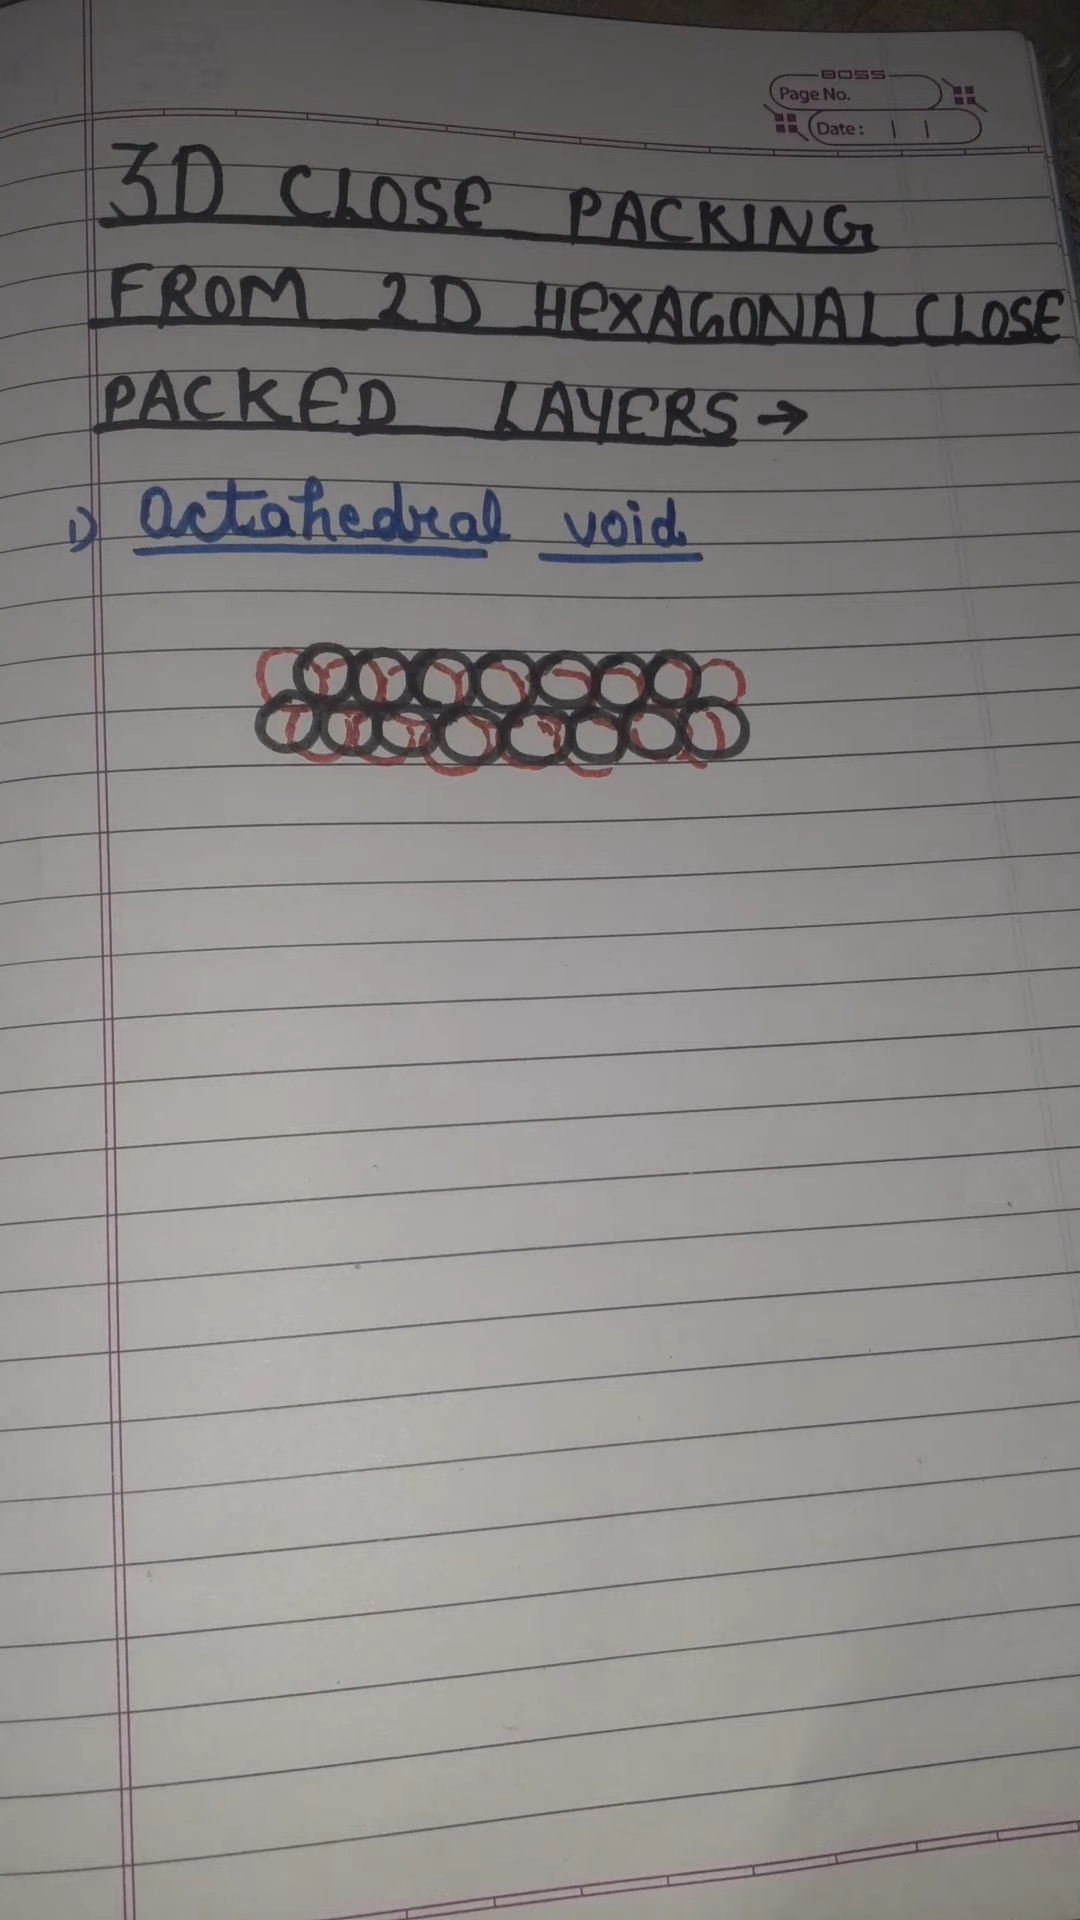 BOSS
Page No.
Date:
3D CLOSE PACKING
FROM 2D HEXAGONAL CLOSE
PACKED LAYERS →
1) Octahedral void